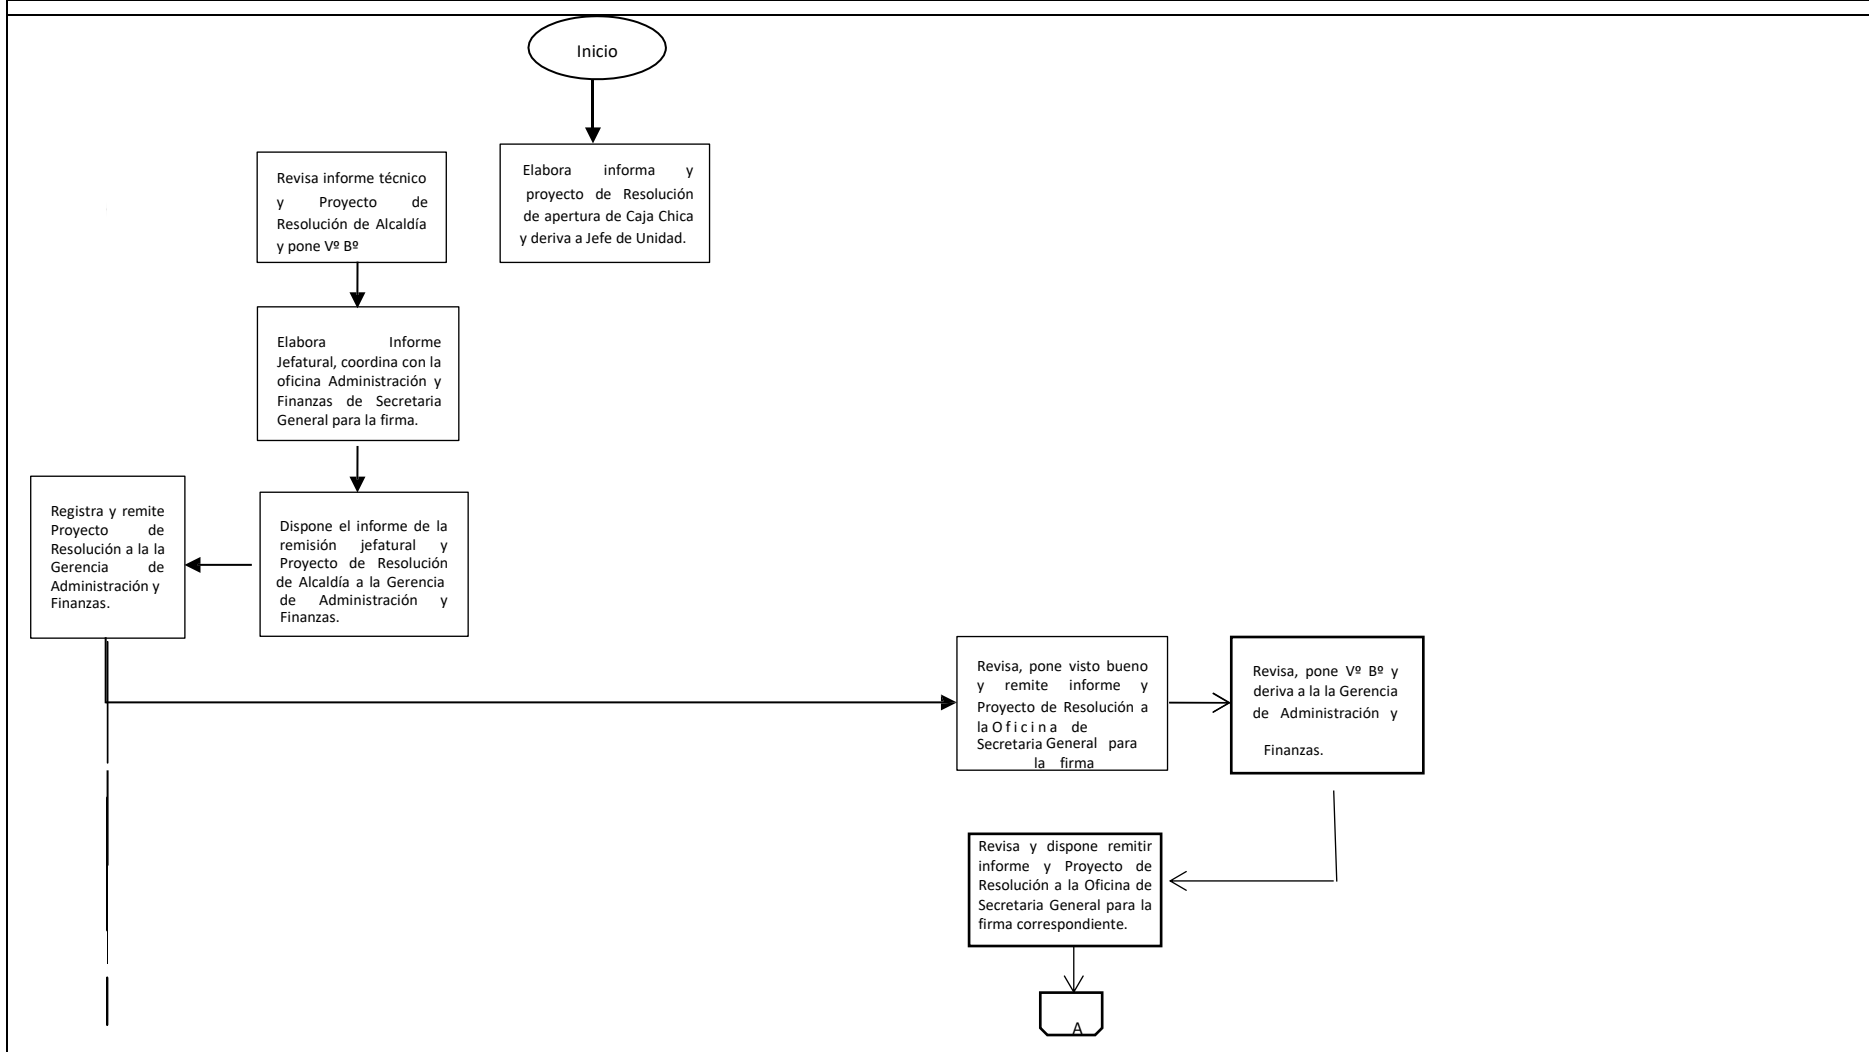 Inicio
Elabora informa y
proyecto de Resolución
de apertura de Caja Chica
y deriva a Jefe de Unidad.
Revisa informe técnico
y Proyecto de
Resolución de Alcaldía
y pone Vº Bº
Elabora Informe
Jefatural, coordina con la
oficina Administración y
Finanzas de Secretaria
General para la firma.
Dispone el informe de la
remisión jefatural y
Proyecto de Resolución
de Alcaldía a la Gerencia
de Administración y
Finanzas.
Registra y remite
Proyecto de
Resolución a la la
Gerencia de
Administración y
Finanzas.
Revisa, pone visto bueno
y remite informe y
Proyecto de Resolución a
la Oficina de
Secretaria General para
la firma
Revisa, pone Vº Bº y
deriva a la la Gerencia
de Administración y
Finanzas.
Revisa y dispone remitir
informe y Proyecto de
Resolución a la Oficina de
Secretaria General para la
firma correspondiente.
A